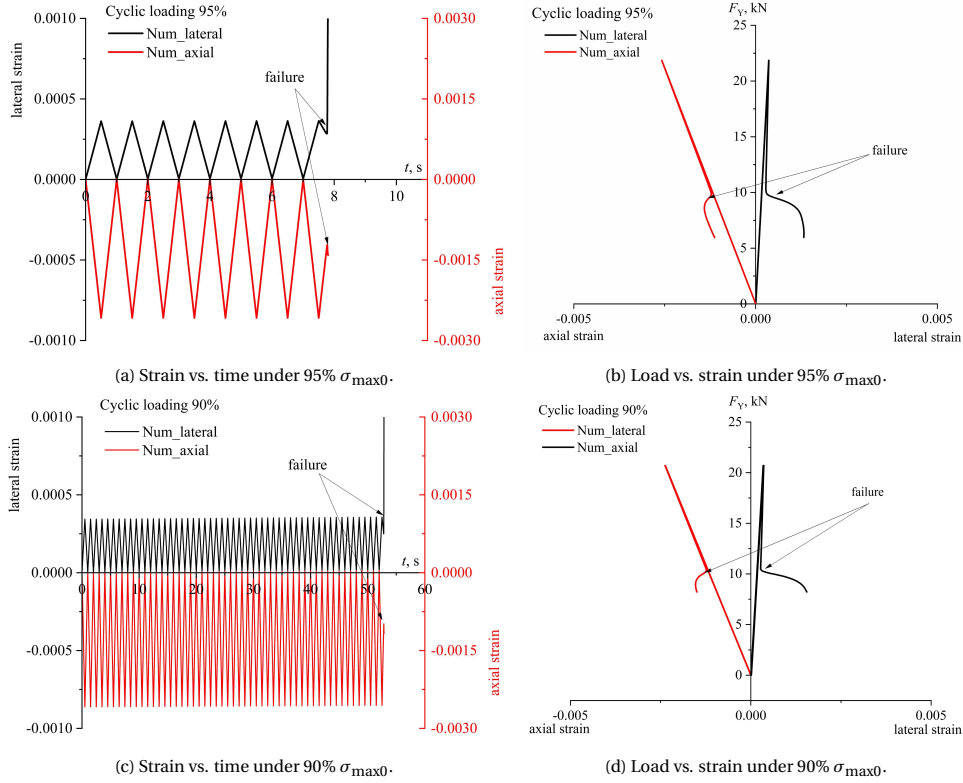 Cyclic loading 95%
Num_lateral
Num_axial
failure
lateral strain
0.0010
0.0005
0.0000
-0.0005
-0.0010
0 2 4 6 8 10
t, s
0.0030
0.0015
0.0000
-0.0015
-0.0030
axial strain
(a) Strain vs. time under 95% σmax0.
Cyclic loading 95%
Num_lateral
Num_axial
FY, kN
25
20
15
10
5
0
failure
-0.005 0.000 0.005
axial strain lateral strain
(b) Load vs. strain under 95% σmax0.
Cyclic loading 90%
Num_lateral
Num_axial
failure
lateral strain
0.0010
0.0005
0.0000
-0.0005
-0.0010
0 10 20 30 40 50 60
t, s
0.0030
0.0015
0.0000
-0.0015
-0.0030
axial strain
(c) Strain vs. time under 90% σmax0.
Cyclic loading 90%
Num_lateral
Num_axial
FY, kN
25
20
15
10
5
0
failure
-0.005 0.000 0.005
axial strain lateral strain
(d) Load vs. strain under 90% σmax0.